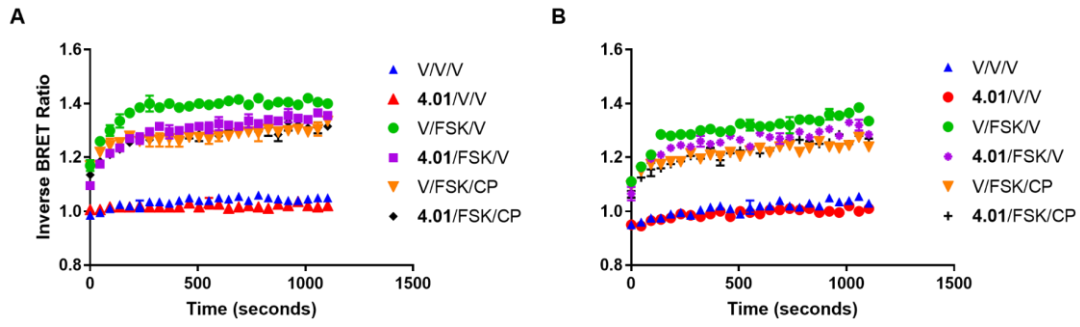 A
Inverse BRET Ratio
1.6
1.4
1.2
1.0
0.8
0
500
1000
1500
Time (seconds)
V/V/V
4.01/V/V
V/FSK/V
4.01/FSK/V
V/FSK/CP
4.01/FSK/CP
B
1.6
1.4
1.2
1.0
0.8
0
500
1000
1500
Time (seconds)
V/V/V
4.01/V/V
V/FSK/V
4.01/FSK/V
V/FSK/CP
4.01/FSK/CP